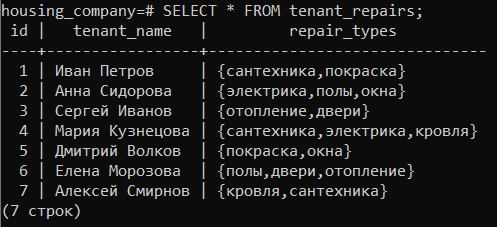 housing_company=# SELECT * FROM tenant_repairs;
 id |   tenant_name   |         repair_types
----+-----------------+-------------------------------
  1 | Иван Петров     | {сантехника,покраска}
  2 | Анна Сидорова   | {электрика,полы,окна}
  3 | Сергей Иванов   | {отопление,двери}
  4 | Мария Кузнецова | {сантехника,электрика,кровля}
  5 | Дмитрий Волков  | {покраска,окна}
  6 | Елена Морозова  | {полы,двери,отопление}
  7 | Алексей Смирнов | {кровля,сантехника}
(7 строк)